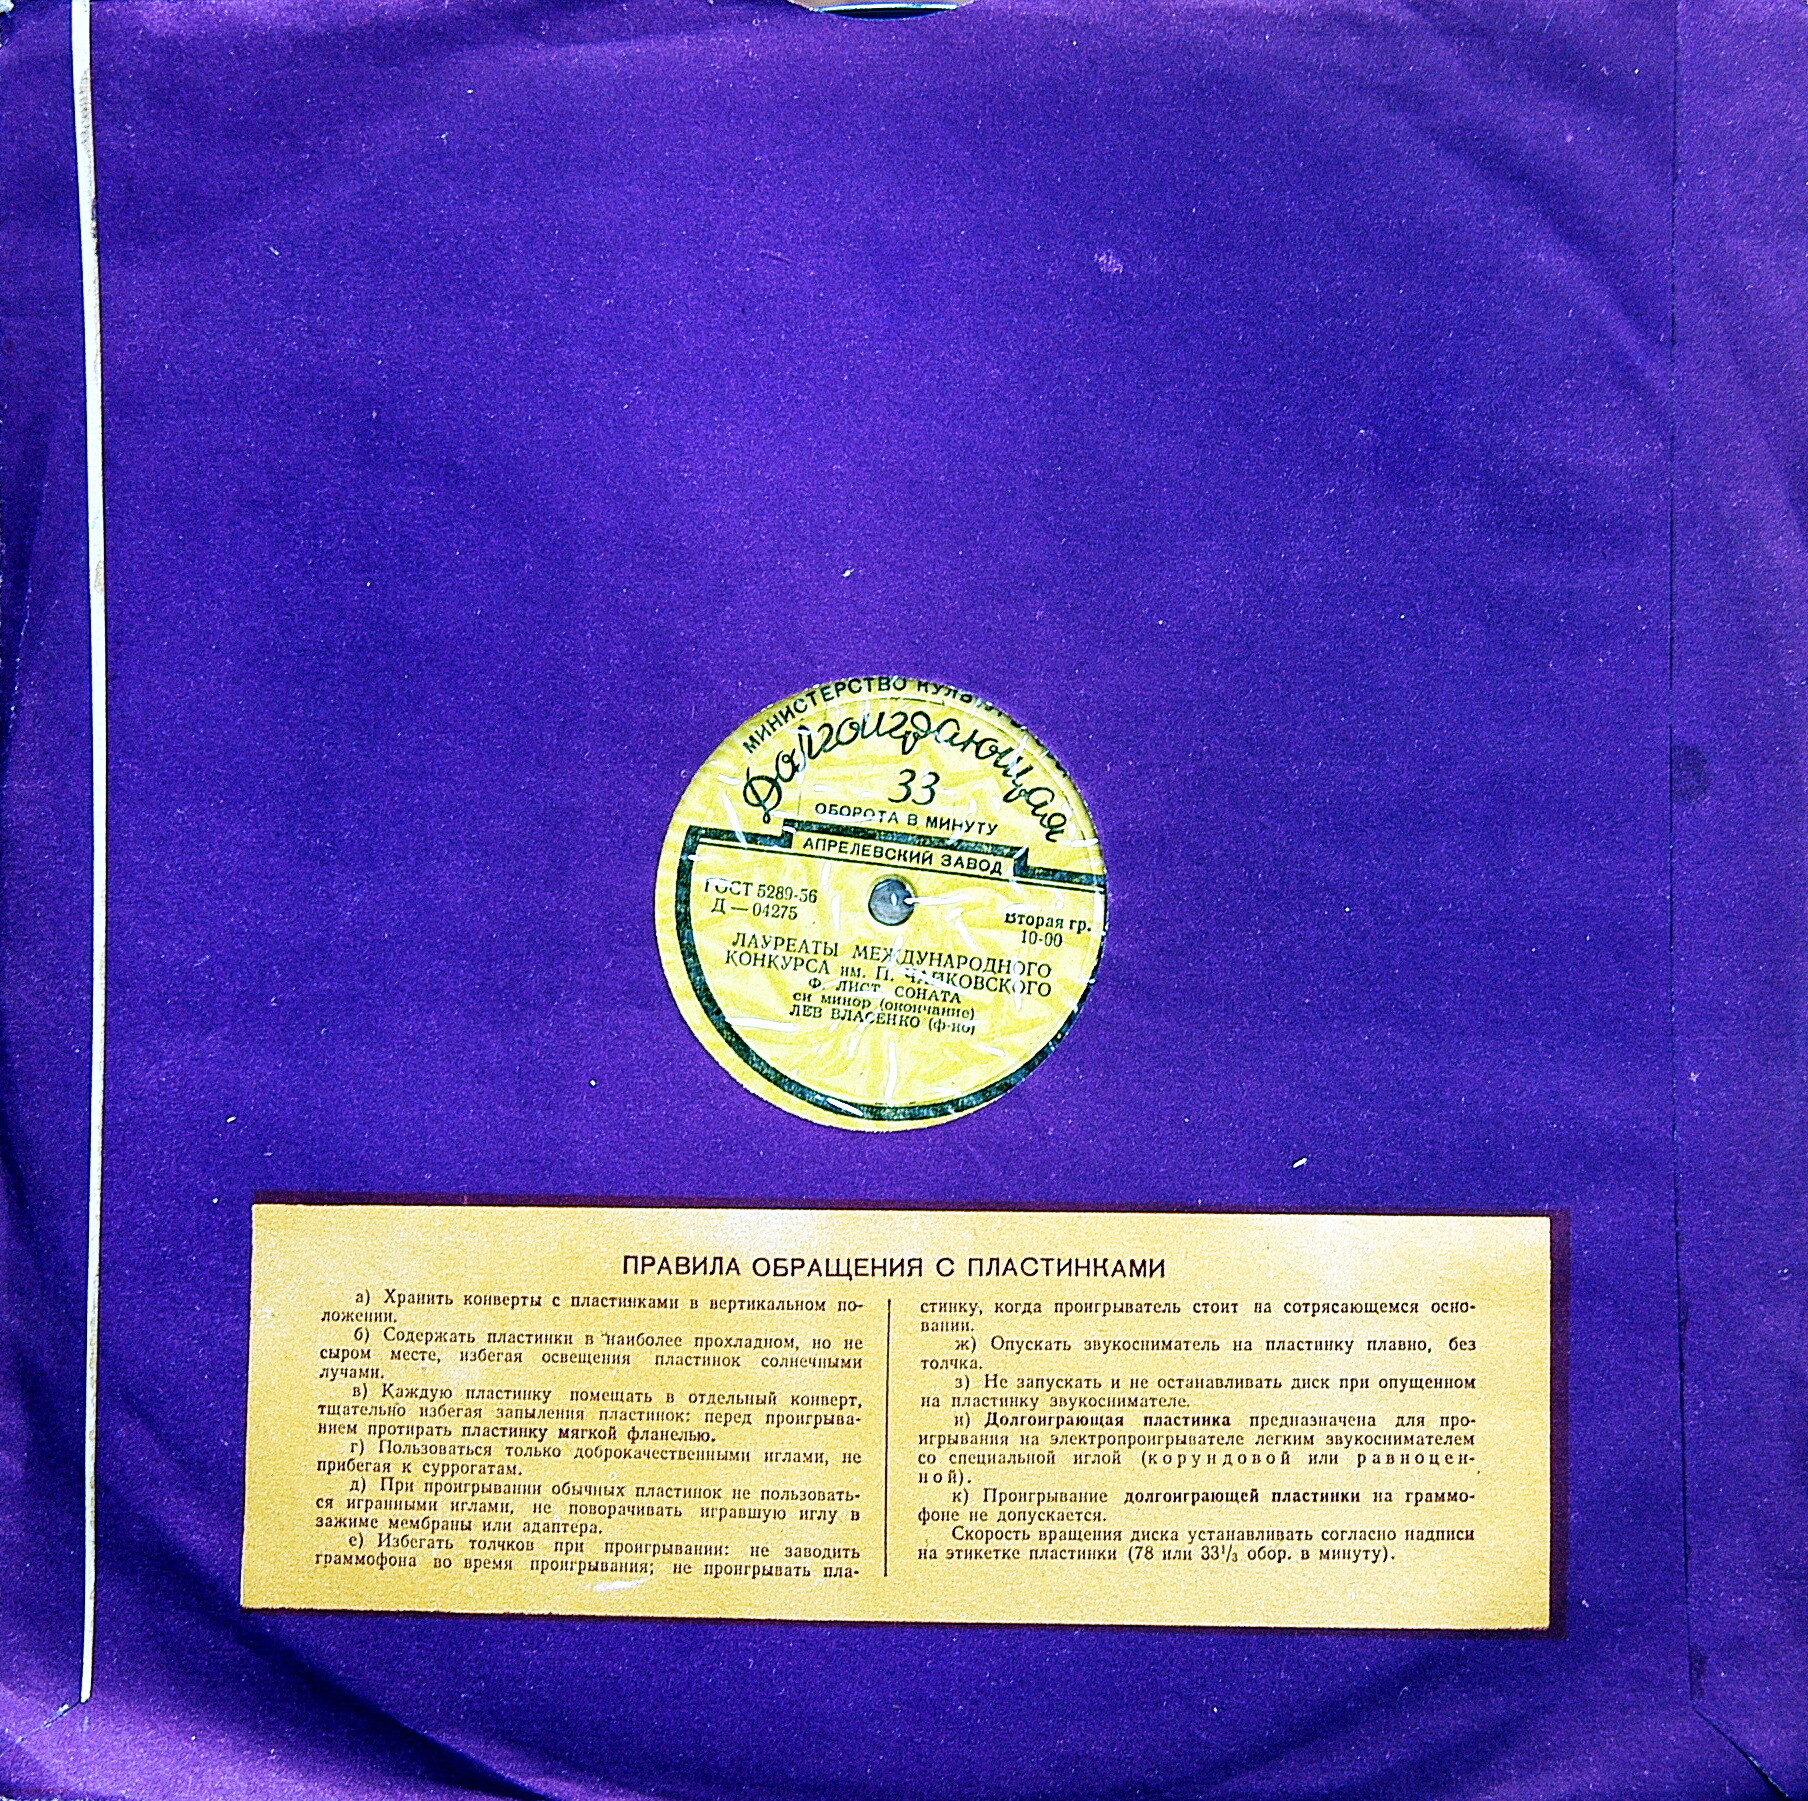 МИНИСТЕРСТВО
Долгоиграющая
33
ОБОРОТА В МИНУТУ
АПРЕЛЕВСКИЙ ЗАВОД
ГОСТ 5289-56
Д — 04275
Вторая гр.
10-00
ЛАУРЕАТЫ МЕЖДУНАРОДНОГО
КОНКУРСА им. П. ЧАЙКОВСКОГО
Ф. ЛИСТ СОНАТА
си минор (окончание)
ЛЕВ ВЛАСЕНКО (ф-но)
ПРАВИЛА ОБРАЩЕНИЯ С ПЛАСТИНКАМИ
а) Хранить конверты с пластинками в вертикальном по-
ложении.
б) Содержать пластинки в наиболее прохладном, но не
сыром месте, избегая освещения пластинок солнечными
лучами.
в) Каждую пластинку помещать в отдельный конверт,
тщательно избегая запыления пластинок: перед проигрыва-
нием протирать пластинку мягкой фланелью.
г) Пользоваться только доброкачественными иглами, не
прибегая к суррогатам.
д) При проигрывании обычных пластинок не пользовать-
ся игранными иглами, не поворачивать игравшую иглу в
зажиме мембраны или адаптера.
е) Избегать толчков при проигрывании: не заводить
граммофона во время проигрывания; не проигрывать пла-
стинку, когда проигрыватель стоит на сотрясающемся осно-
вании.
ж) Опускать звукосниматель на пластинку плавно, без
толчка.
з) Не запускать и не останавливать диск при опущенном
на пластинку звукоснимателе.
и) Долгоиграющая пластинка предназначена для про-
игрывания на электропроигрывателе легким звукоснимателем
со специальной иглой (корундовой или равноцен-
ной).
к) Проигрывание долгоиграющей пластинки на граммо-
фоне не допускается.
Скорость вращения диска устанавливать согласно надписи
на этикетке пластинки (78 или 33¹/₃ обор. в минуту).